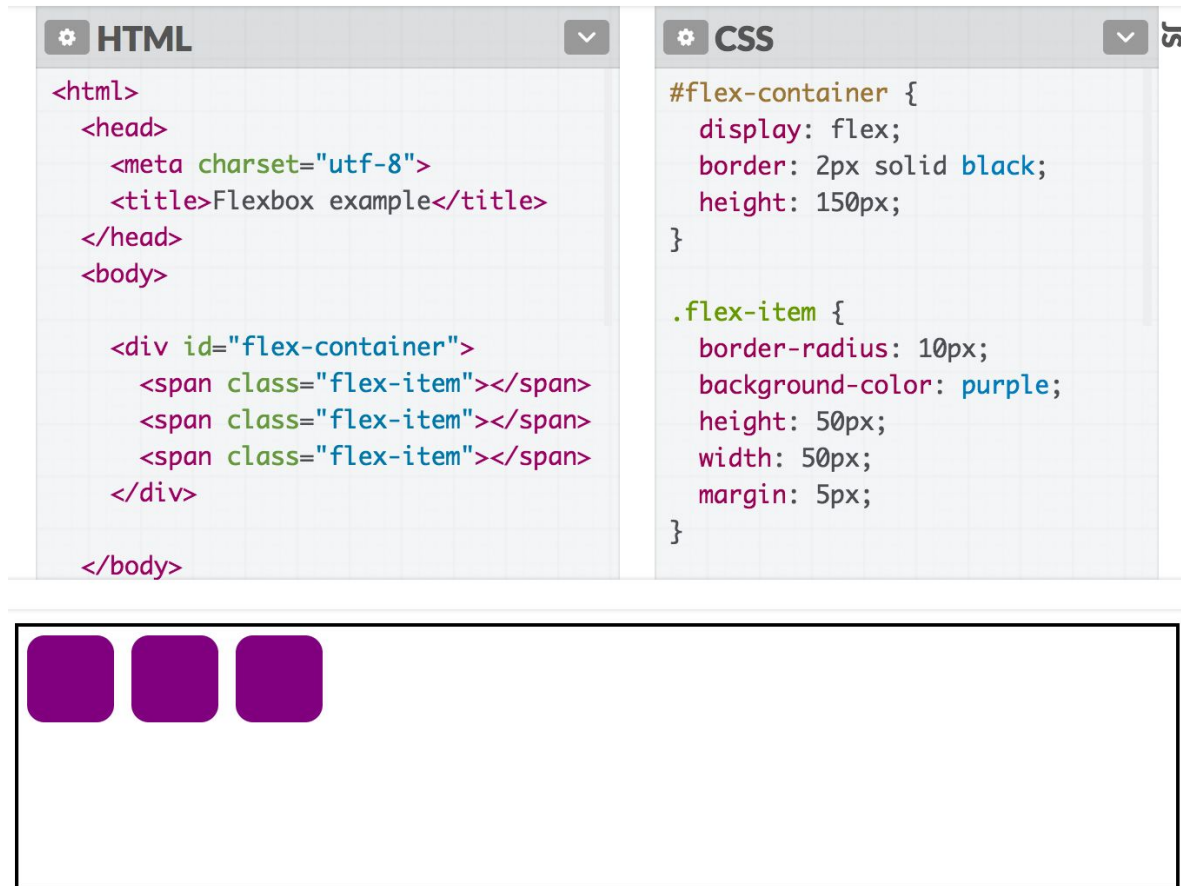 HTML
<html>
<head>
<meta charset="utf-8">
<title>Flexbox example</title>
</head>
<body>
<div id="flex-container">
<span class="flex-item"></span>
<span class="flex-item"></span>
<span class="flex-item"></span>
</div>
</body>
CSS
#flex-container {
display: flex;
border: 2px solid black;
height: 150px;
}
.flex-item {
border-radius: 10px;
background-color: purple;
height: 50px;
width: 50px;
margin: 5px;
}
JS